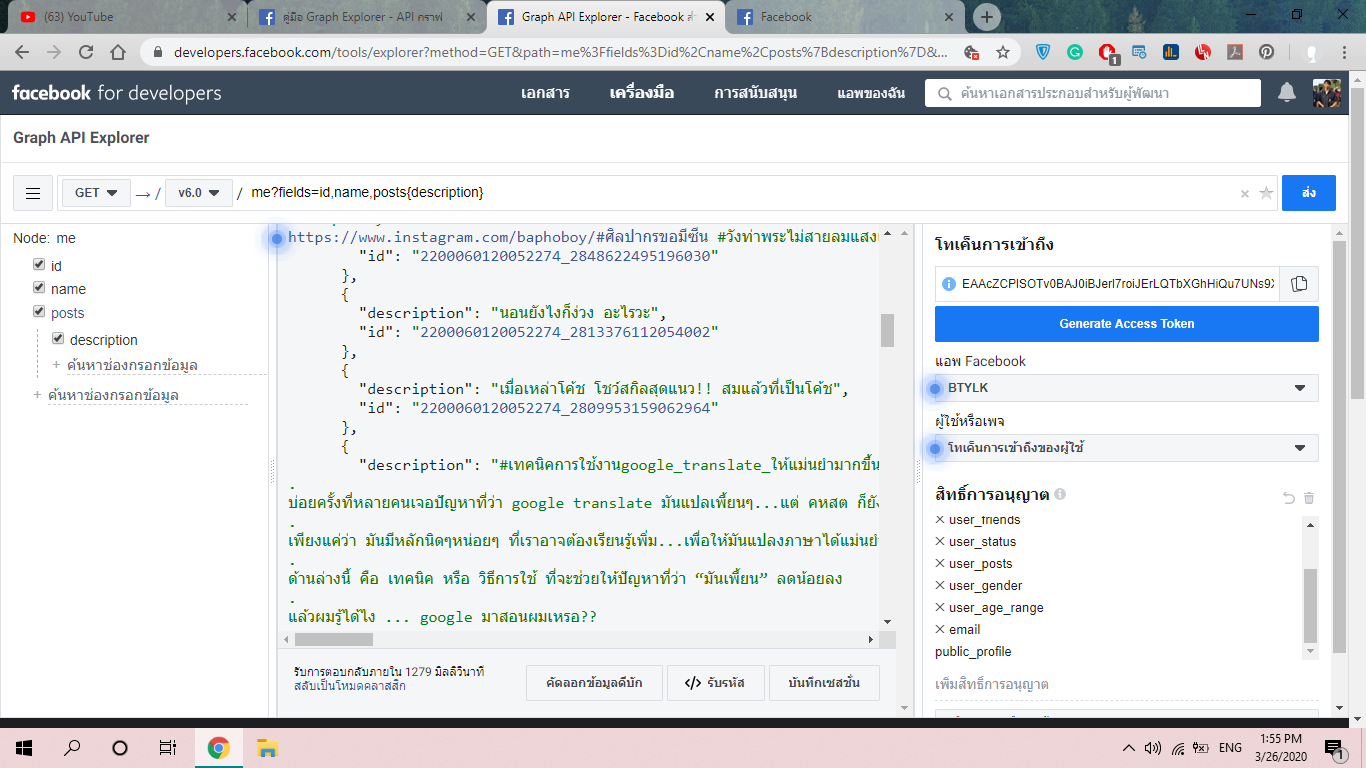 (63) YouTube
คู่มือ Graph Explorer - API กราฟ
Graph API Explorer - Facebook สำ
Facebook
developers.facebook.com/tools/explorer?method=GET&path=me%3Ffields%3Did%2Cname%2Cposts%7Bdescription%7D&...
facebook for developers
เอกสาร
เครื่องมือ
การสนับสนุน
แอพของฉัน
ค้นหาเอกสารประกอบสำหรับผู้พัฒนา
Graph API Explorer
GET → / v6.0 / me?fields=id,name,posts{description}
ส่ง
Node: me
id
name
posts
description
+ ค้นหาช่องกรอกข้อมูล
+ ค้นหาช่องกรอกข้อมูล
https://www.instagram.com/baphoboy/#ศิลปากรขอมีซีน #วังท่าพระไม่สายลมแสง
"id": "2200060120052274_2848622495196030"
},
{
"description": "นอนยังไงก็ง่วง อะไรวะ",
"id": "2200060120052274_2813376112054002"
},
{
"description": "เมื่อเหล่าโค้ช โชว์สกิลสุดแนว!! สมแล้วที่เป็นโค้ช",
"id": "2200060120052274_2809953159062964"
},
{
"description": "#เทคนิคการใช้งานgoogle_translate_ให้แม่นยำมากขึ้น
.
บ่อยครั้งที่หลายคนเจอปัญหาที่ว่า google translate มันแปลเพี้ยนๆ...แต่ คหสต ก็ยัง
.
เพียงแค่ว่า มันมีหลักนิดๆหน่อยๆ ที่เราอาจต้องเรียนรู้เพิ่ม...เพื่อให้มันแปลงภาษาได้แม่นยำ
.
ด้านล่างนี้ คือ เทคนิค หรือ วิธีการใช้ ที่จะช่วยให้ปัญหาที่ว่า “มันเพี้ยน” ลดน้อยลง
.
แล้วผมรู้ได้ไง ... google มาสอนผมเหรอ??
รับการตอบกลับภายใน 1279 มิลลิวินาที
สลับเป็นโหมดคลาสสิก
คัดลอกข้อมูลดีบัก
</> รับรหัส
บันทึกเซสชั่น
โทเค็นการเข้าถึง
EAAcZCPISOTv0BAJ0iBJerI7roiJErLQTbXGhHiQu7UNs9X
Generate Access Token
แอพ Facebook
BTYLK
ผู้ใช้หรือเพจ
โทเค็นการเข้าถึงของผู้ใช้
สิทธิ์การอนุญาต
user_friends
user_status
user_posts
user_gender
user_age_range
email
public_profile
เพิ่มสิทธิ์การอนุญาต
ENG
1:55 PM
3/26/2020
1